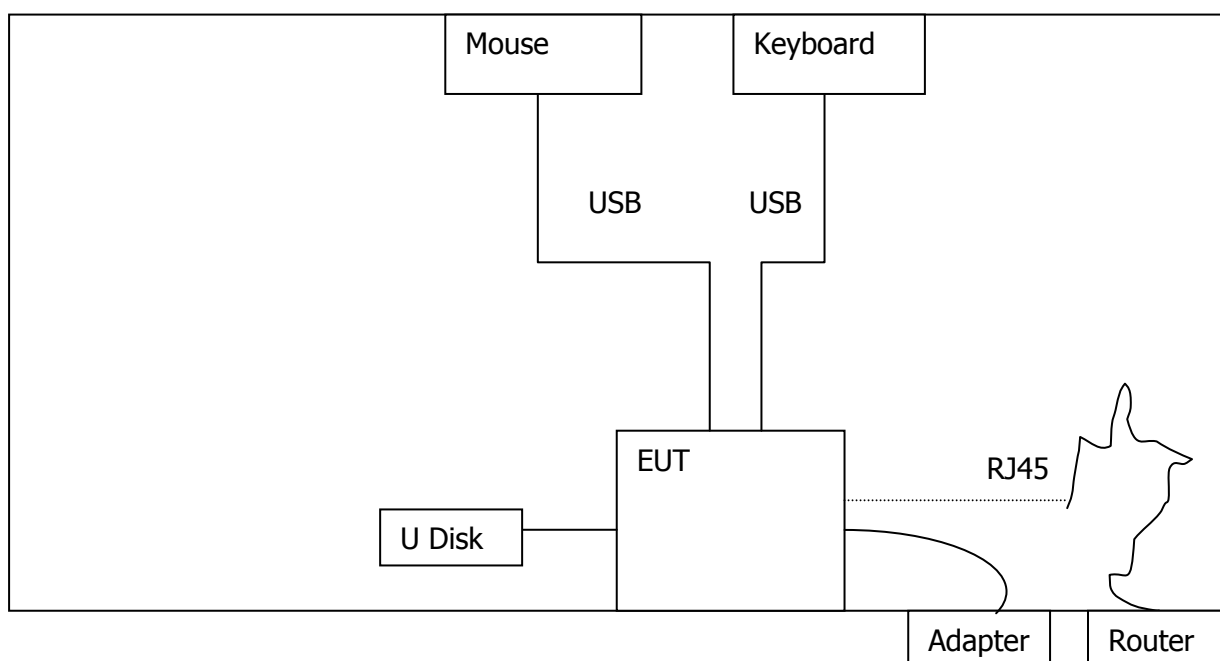 Mouse
Keyboard
USB
USB
EUT
RJ45
U Disk
Adapter
Router